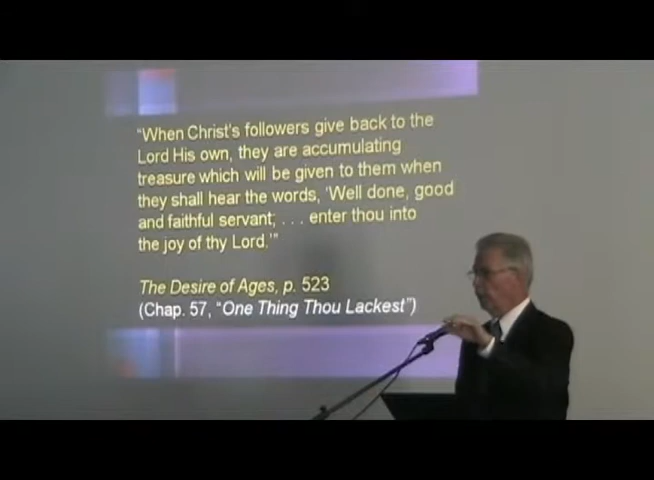 "When Christ's followers give back to the
Lord His own, they are accumulating
treasure which will be given to them when
they shall hear the words, 'Well done, good
and faithful servant; . . . enter thou into
the joy of thy Lord.'"
The Desire of Ages, p. 523
(Chap. 57, "One Thing Thou Lackest")